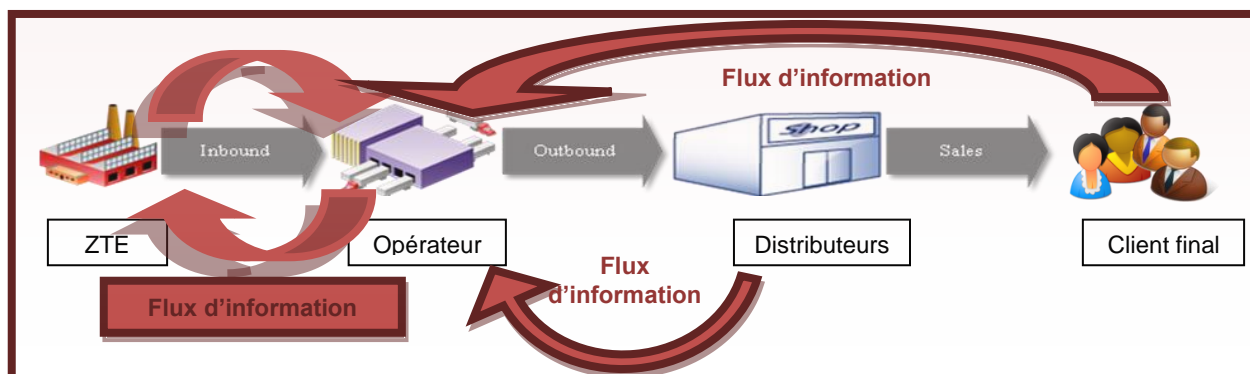 Flux d’information
Inbound
Outbound
Shop
Sales
ZTE
Opérateur
Distributeurs
Client final
Flux
d’information
Flux d’information